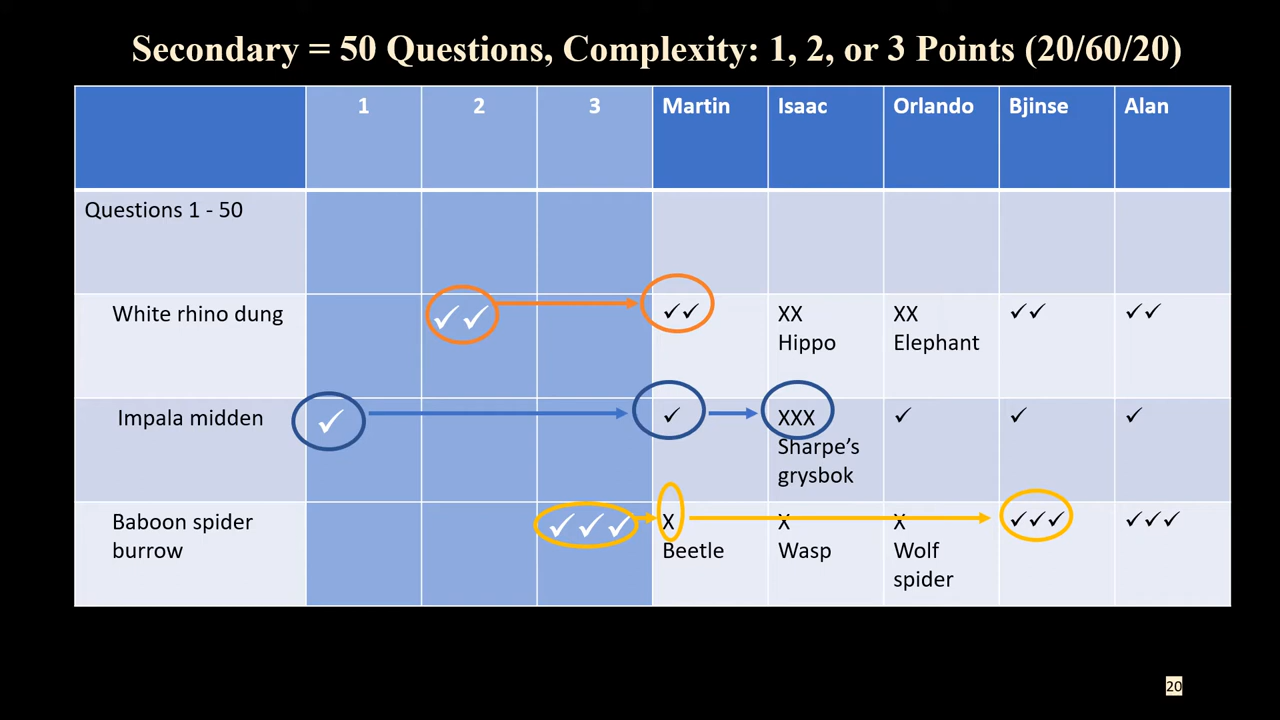 Secondary = 50 Questions, Complexity: 1, 2, or 3 Points (20/60/20)
1 2 3 Martin Isaac Orlando Bjinse Alan
Questions 1 - 50
White rhino dung ✓✓ ✓✓ XX XX ✓✓ ✓✓
Hippo Elephant
Impala midden ✓ ✓ XXX ✓ ✓ ✓
Sharpe's
grysbok
Baboon spider ✓✓✓ X X X ✓✓✓ ✓✓✓
burrow Beetle Wasp Wolf
spider
20